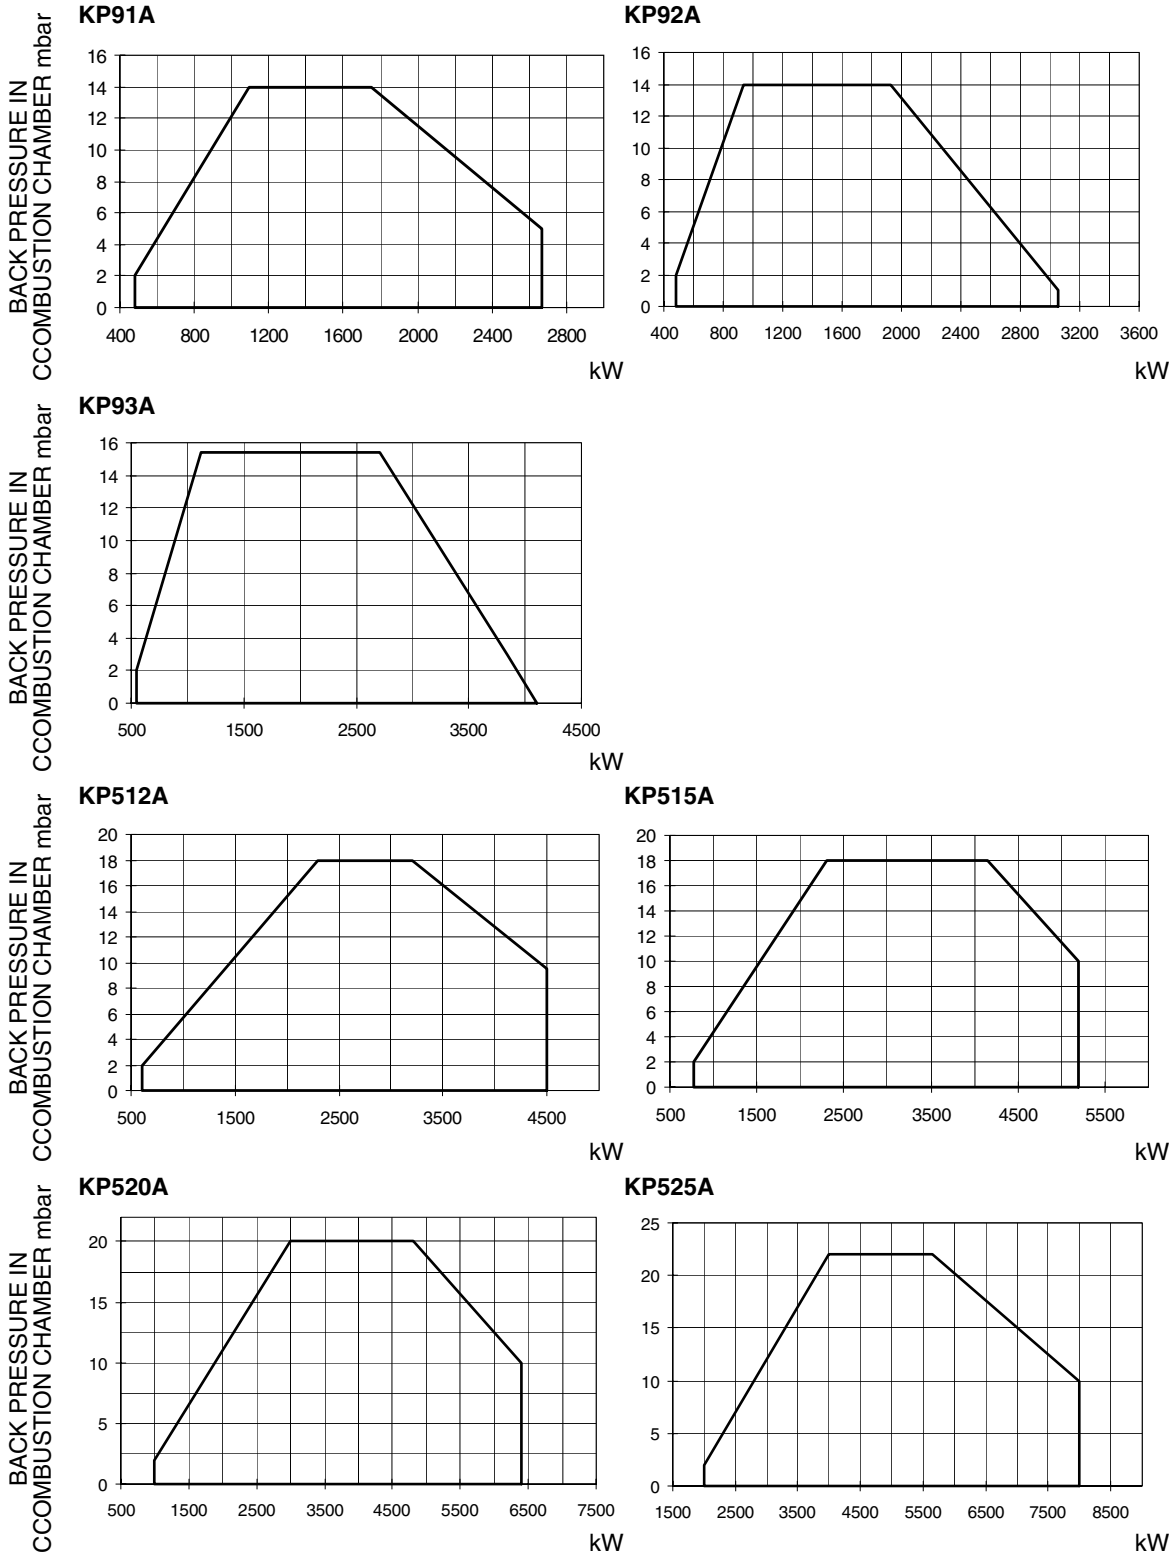 KP91A
KP92A
BACK PRESSURE IN
CCOMBUSTION CHAMBER mbar
16
14
12
10
8
6
4
2
0
400 800 1200 1600 2000 2400 2800
kW
16
14
12
10
8
6
4
2
0
400 800 1200 1600 2000 2400 2800 3200 3600
kW
KP93A
BACK PRESSURE IN
CCOMBUSTION CHAMBER mbar
16
14
12
10
8
6
4
2
0
500 1500 2500 3500 4500
kW
KP512A
KP515A
BACK PRESSURE IN
CCOMBUSTION CHAMBER mbar
20
18
16
14
12
10
8
6
4
2
0
500 1500 2500 3500 4500
kW
20
18
16
14
12
10
8
6
4
2
0
500 1500 2500 3500 4500 5500
kW
KP520A
KP525A
BACK PRESSURE IN
CCOMBUSTION CHAMBER mbar
20
15
10
5
0
500 1500 2500 3500 4500 5500 6500 7500
kW
25
20
15
10
5
0
1500 2500 3500 4500 5500 6500 7500 8500
kW